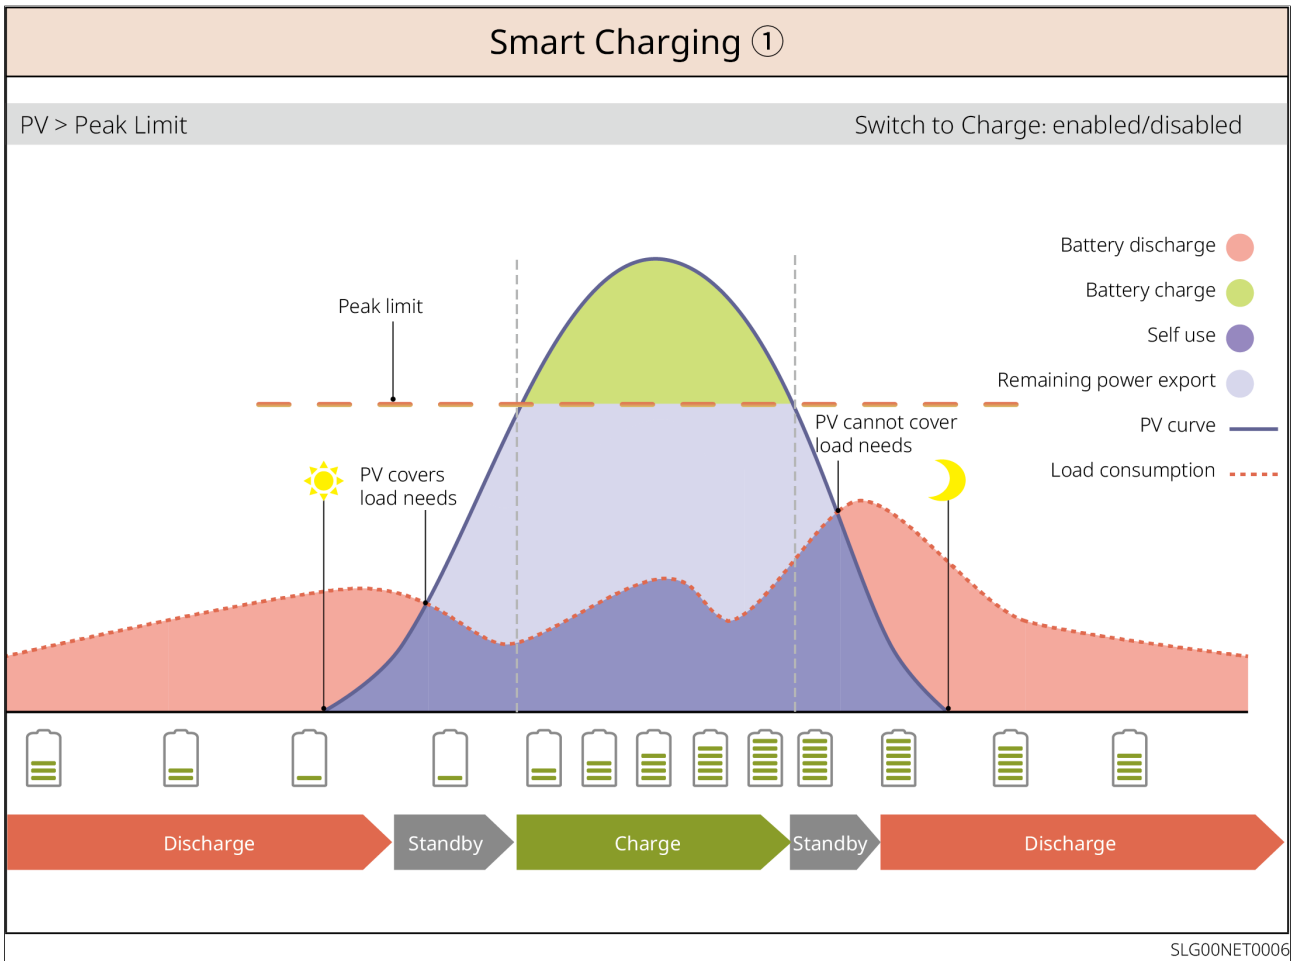 Smart Charging ①
PV > Peak Limit
Switch to Charge: enabled/disabled
Battery discharge
Battery charge
Self use
Remaining power export
PV curve
Load consumption
Peak limit
PV covers
load needs
PV cannot cover
load needs
Discharge
Standby
Charge
Standby
Discharge
SLG00NET0006